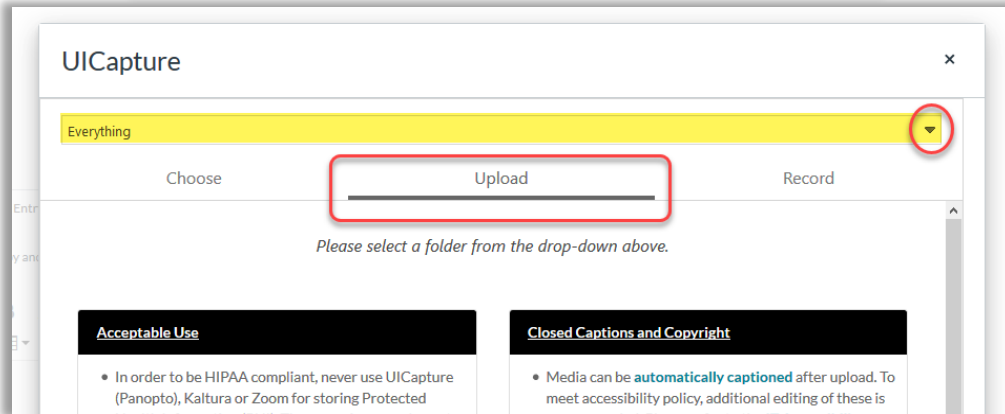 UICapture
×
Everything
Choose Upload Record
Entr
Please select a folder from the drop-down above.
y and
Acceptable Use
Closed Captions and Copyright
• In order to be HIPAA compliant, never use UICapture
(Panopto), Kaltura or Zoom for storing Protected
• Media can be automatically captioned after upload. To
meet accessibility policy, additional editing of these is